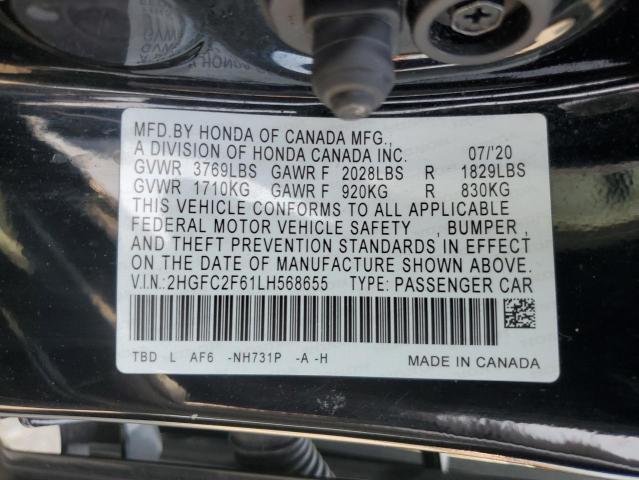 MFD.BY HONDA OF CANADA MFG.,
A DIVISION OF HONDA CANADA INC. 07/'20
GVWR 3769LBS GAWR F 2028LBS R 1829LBS
GVWR 1710KG GAWR F 920KG R 830KG
THIS VEHICLE CONFORMS TO ALL APPLICABLE
FEDERAL MOTOR VEHICLE SAFETY , BUMPER ,
AND THEFT PREVENTION STANDARDS IN EFFECT
ON THE DATE OF MANUFACTURE SHOWN ABOVE.
V.I.N.:2HGFC2F61LH568655 TYPE: PASSENGER CAR
TBD L AF6 -NH731P -A -H MADE IN CANADA